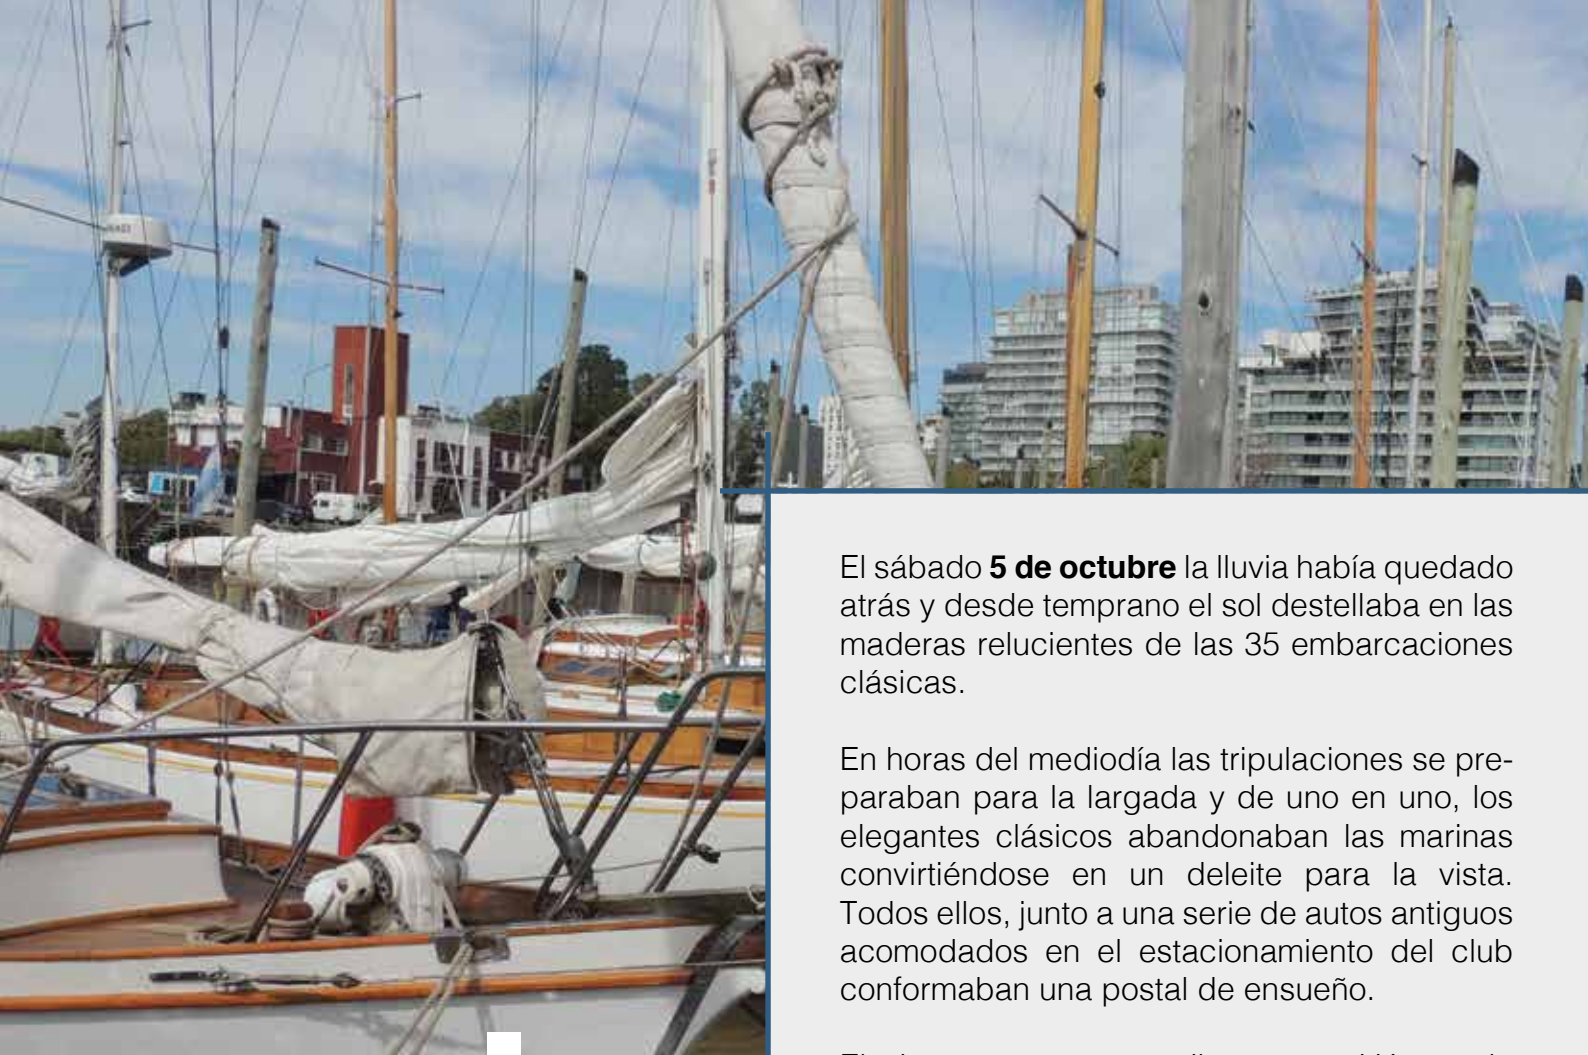 El sábado 5 de octubre la lluvia había quedado
atrás y desde temprano el sol destellaba en las
maderas relucientes de las 35 embarcaciones
clásicas.
En horas del mediodía las tripulaciones se pre-
paraban para la largada y de uno en uno, los
elegantes clásicos abandonaban las marinas
convirtiéndose en un deleite para la vista.
Todos ellos, junto a una serie de autos antiguos
acomodados en el estacionamiento del club
conformaban una postal de ensueño.